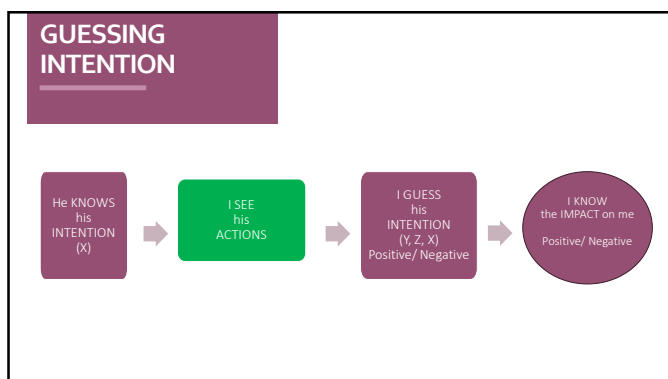 GUESSING
INTENTION
He KNOWS
his
INTENTION
(X)
I SEE
his
ACTIONS
I GUESS
his
INTENTION
(Y, Z, X)
Positive/ Negative
I KNOW
the IMPACT on me
Positive/ Negative